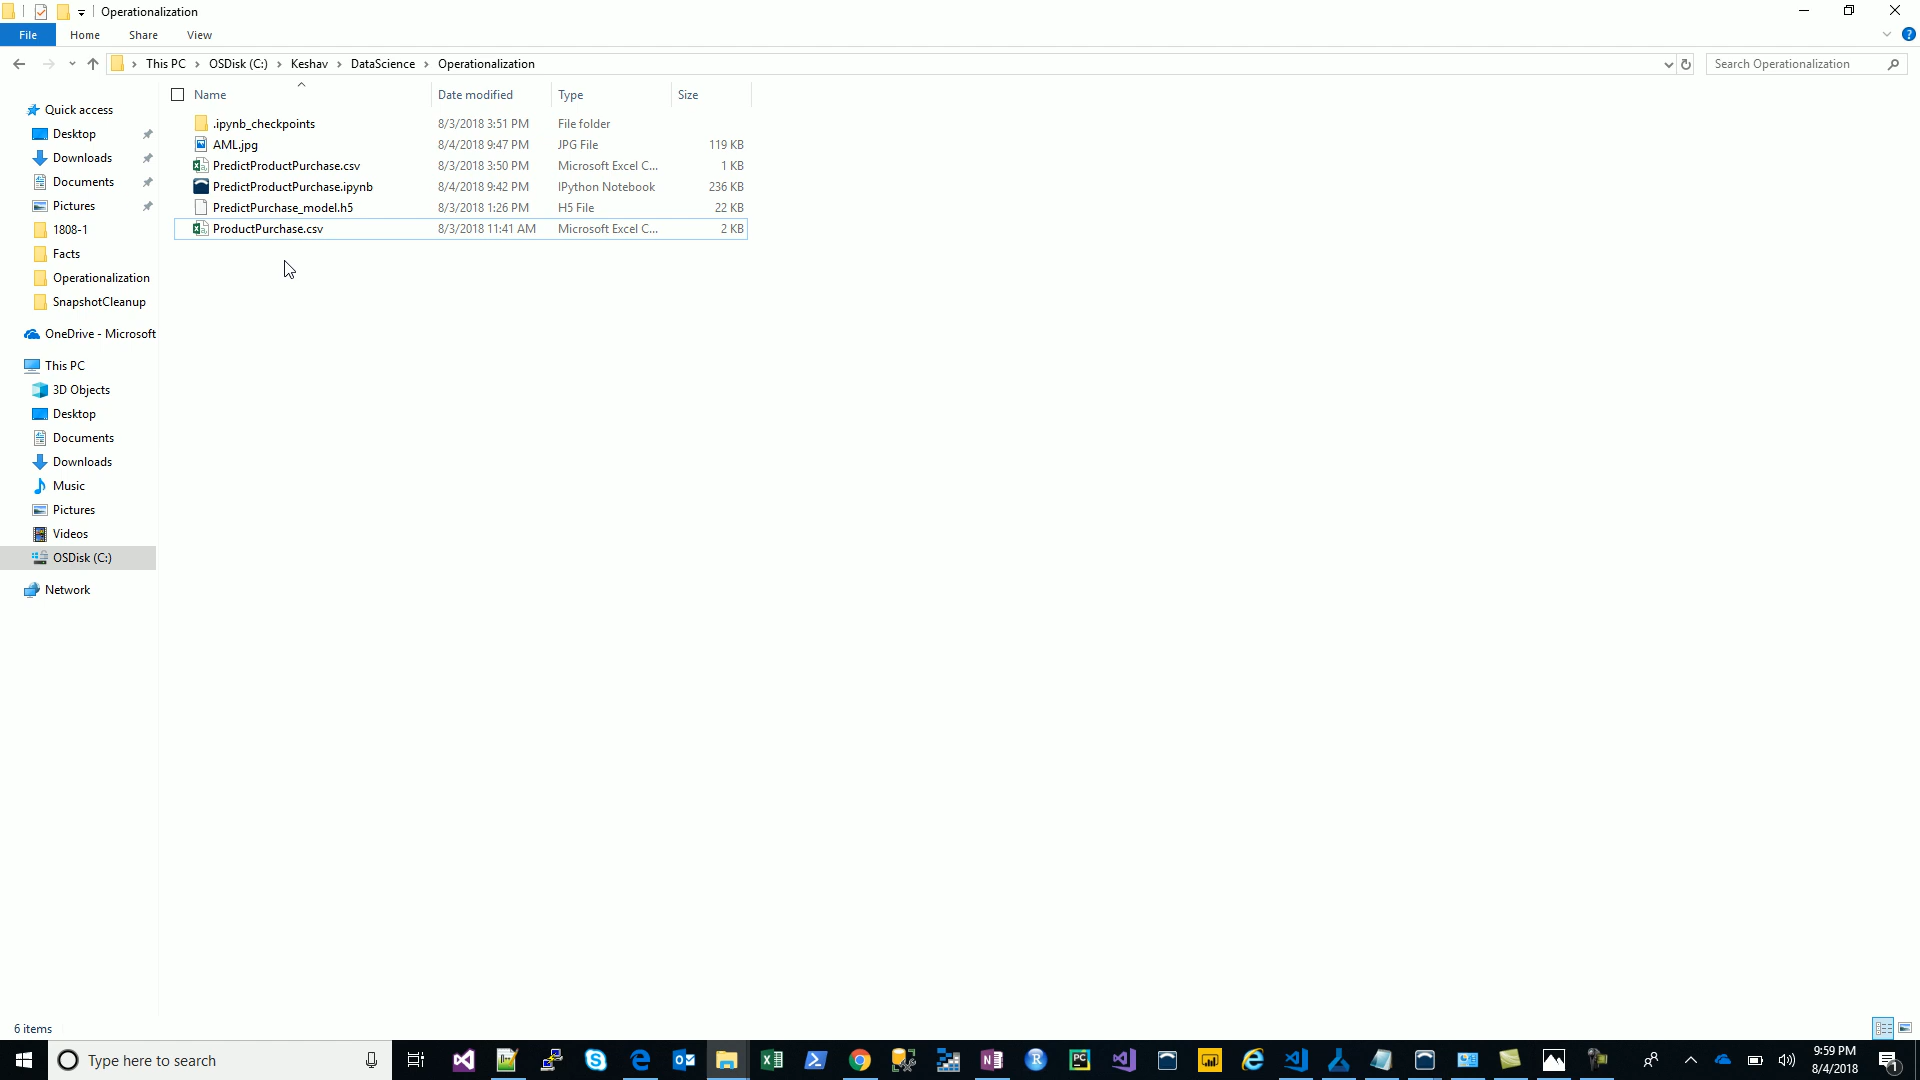 Operationalization
File Home Share View
This PC OSDisk (C:) Keshav DataScience Operationalization
Search Operationalization
Name Date modified Type Size
.ipynb_checkpoints 8/3/2018 3:51 PM File folder
AML.jpg 8/4/2018 9:47 PM JPG File 119 KB
PredictProductPurchase.csv 8/3/2018 3:50 PM Microsoft Excel C... 1 KB
PredictProductPurchase.ipynb 8/4/2018 9:42 PM IPython Notebook 236 KB
PredictPurchase_model.h5 8/3/2018 1:26 PM H5 File 22 KB
ProductPurchase.csv 8/3/2018 11:41 AM Microsoft Excel C... 2 KB
Quick access
Desktop
Downloads
Documents
Pictures
1808-1
Facts
Operationalization
SnapshotCleanup
OneDrive - Microsoft
This PC
3D Objects
Desktop
Documents
Downloads
Music
Pictures
Videos
OSDisk (C:)
Network
6 items
Type here to search
9:59 PM
8/4/2018
1